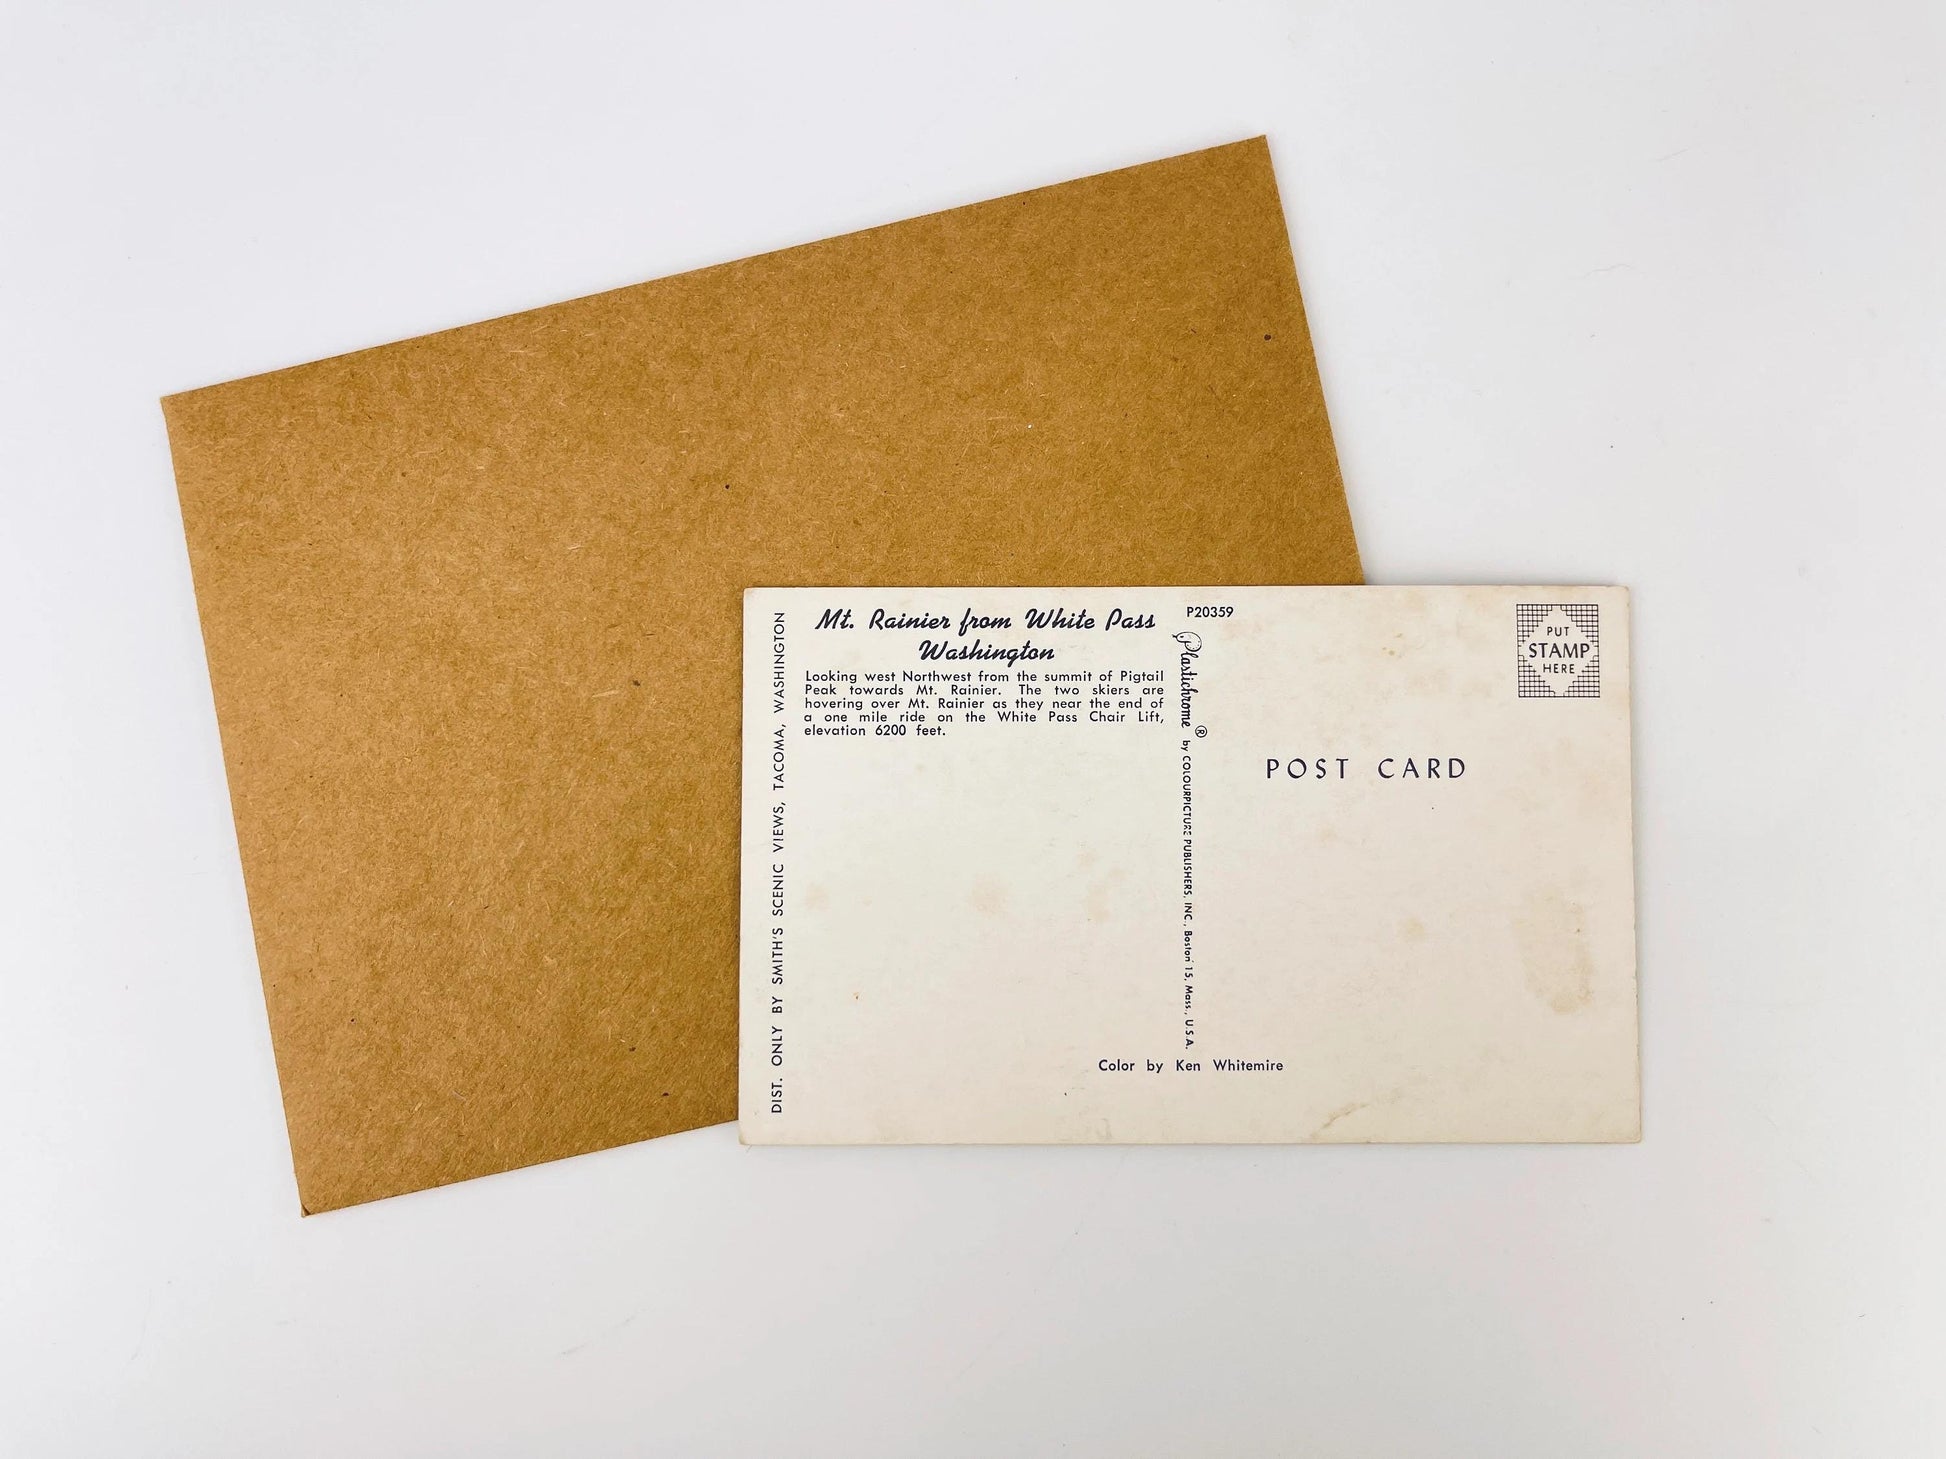 DIST. ONLY BY SMITH'S SCENIC VIEWS, TACOMA, WASHINGTON
Mt. Rainier from White Pass
Washington
Looking west Northwest from the summit of Pigtail
Peak towards Mt. Rainier. The two skiers are
hovering over Mt. Rainier as they near the end of
a one mile ride on the White Pass Chair Lift,
elevation 6200 feet.
P20359
Plastichrome ® by COLOURPICTURE PUBLISHERS, INC., Boston 15, Mass., U.S.A.
Color by Ken Whitemire
PUT
STAMP
HERE
POST CARD